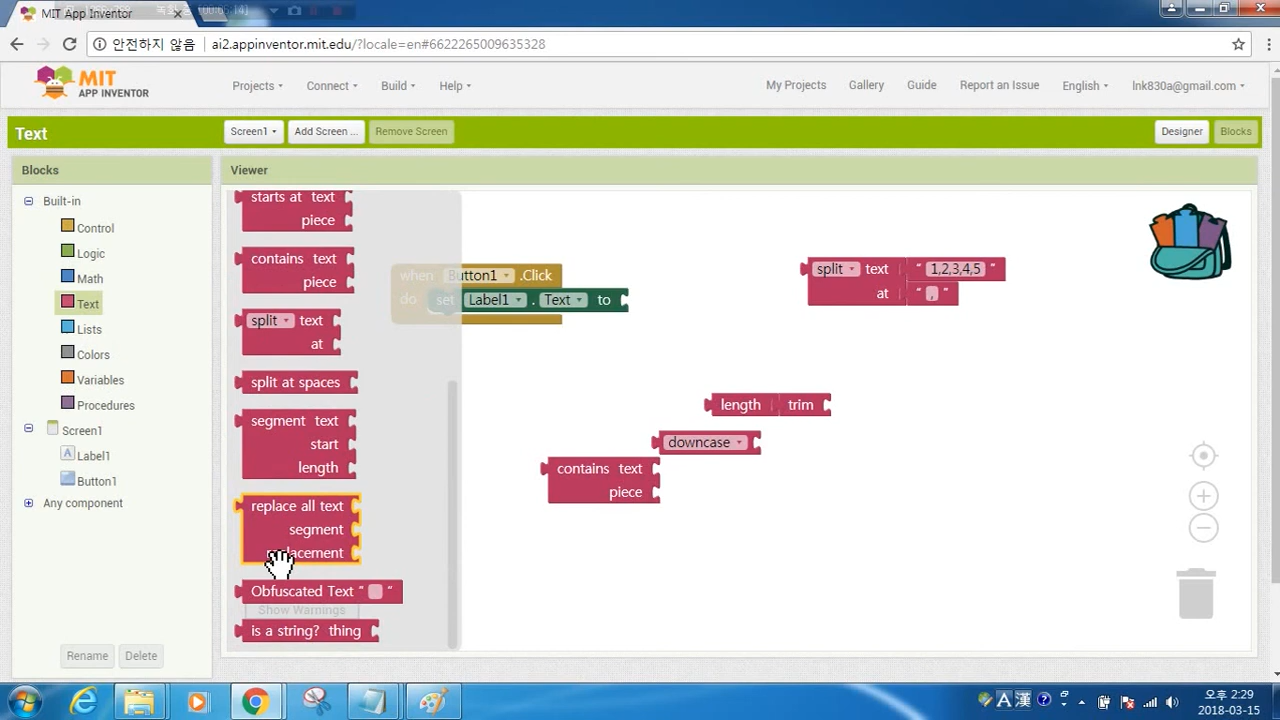 MIT App Inventor
안전하지 않음 ai2.appinventor.mit.edu/?locale=en#6622265009635328
MIT
APP INVENTOR
Projects Connect Build Help My Projects Gallery Guide Report an Issue English lnk830a@gmail.com
Text Screen1 Add Screen ... Remove Screen Designer Blocks
Blocks Viewer
Built-in
Control
Logic
Math
Text
Lists
Colors
Variables
Procedures
Screen1
Label1
Button1
Any component
Rename Delete
starts at text
piece
contains text
piece
split text
at
split at spaces
segment text
start
length
replace all text
segment
replacement
Obfuscated Text " "
Show Warnings
is a string? thing
when Button1 .Click
do set Label1 . Text to
split text " 1,2,3,4,5 "
at " , "
length trim
downcase
contains text
piece
A 漢 오후 2:29
2018-03-15